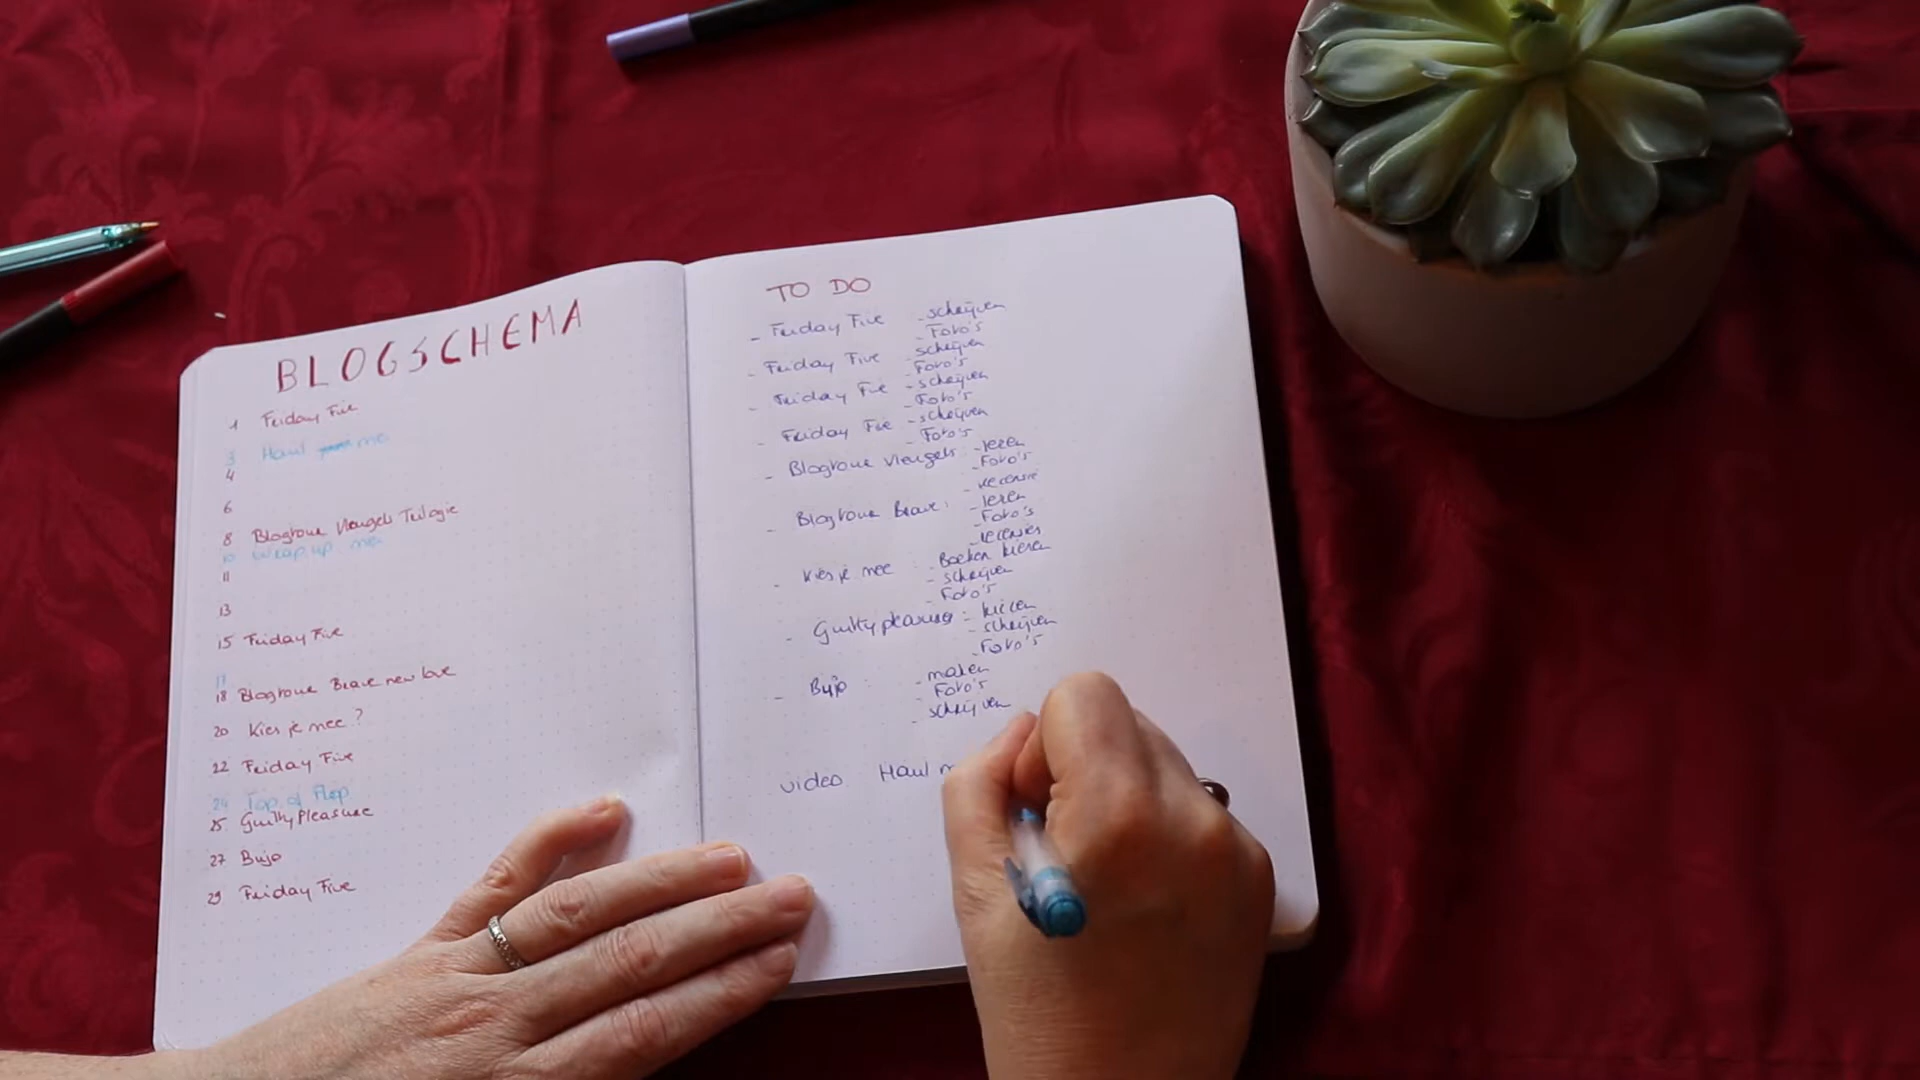 BLOGSCHEMA
1 Friday Five
3 Haul mei
4
6
8 Blogtour Vleugels Trilogie
10 Wrap up mei
11
13
15 Friday Five
17
18 Blogtour Brave new love
20 Kies je mee ?
22 Friday Five
24 Top of Flop
25 Guilty Pleasure
27 Bujo
29 Friday Five
TO DO
- Friday Five - schrijven
- Foto's
- Friday Five - schrijven
- Foto's
- Friday Five - schrijven
- Foto's
- Friday Five - schrijven
- Foto's
- Blogtour Vleugels - lezen
- Foto's
- recensie
- Blogtour Brave : - lezen
- Foto's
- recensies
- Kies je mee : - Boeken kiezen
- schrijven
- Foto's
- Guilty pleasure : - kiezen
- schrijven
- Foto's
- Bujo : - maken
- Foto's
- schrijven
video Haul m